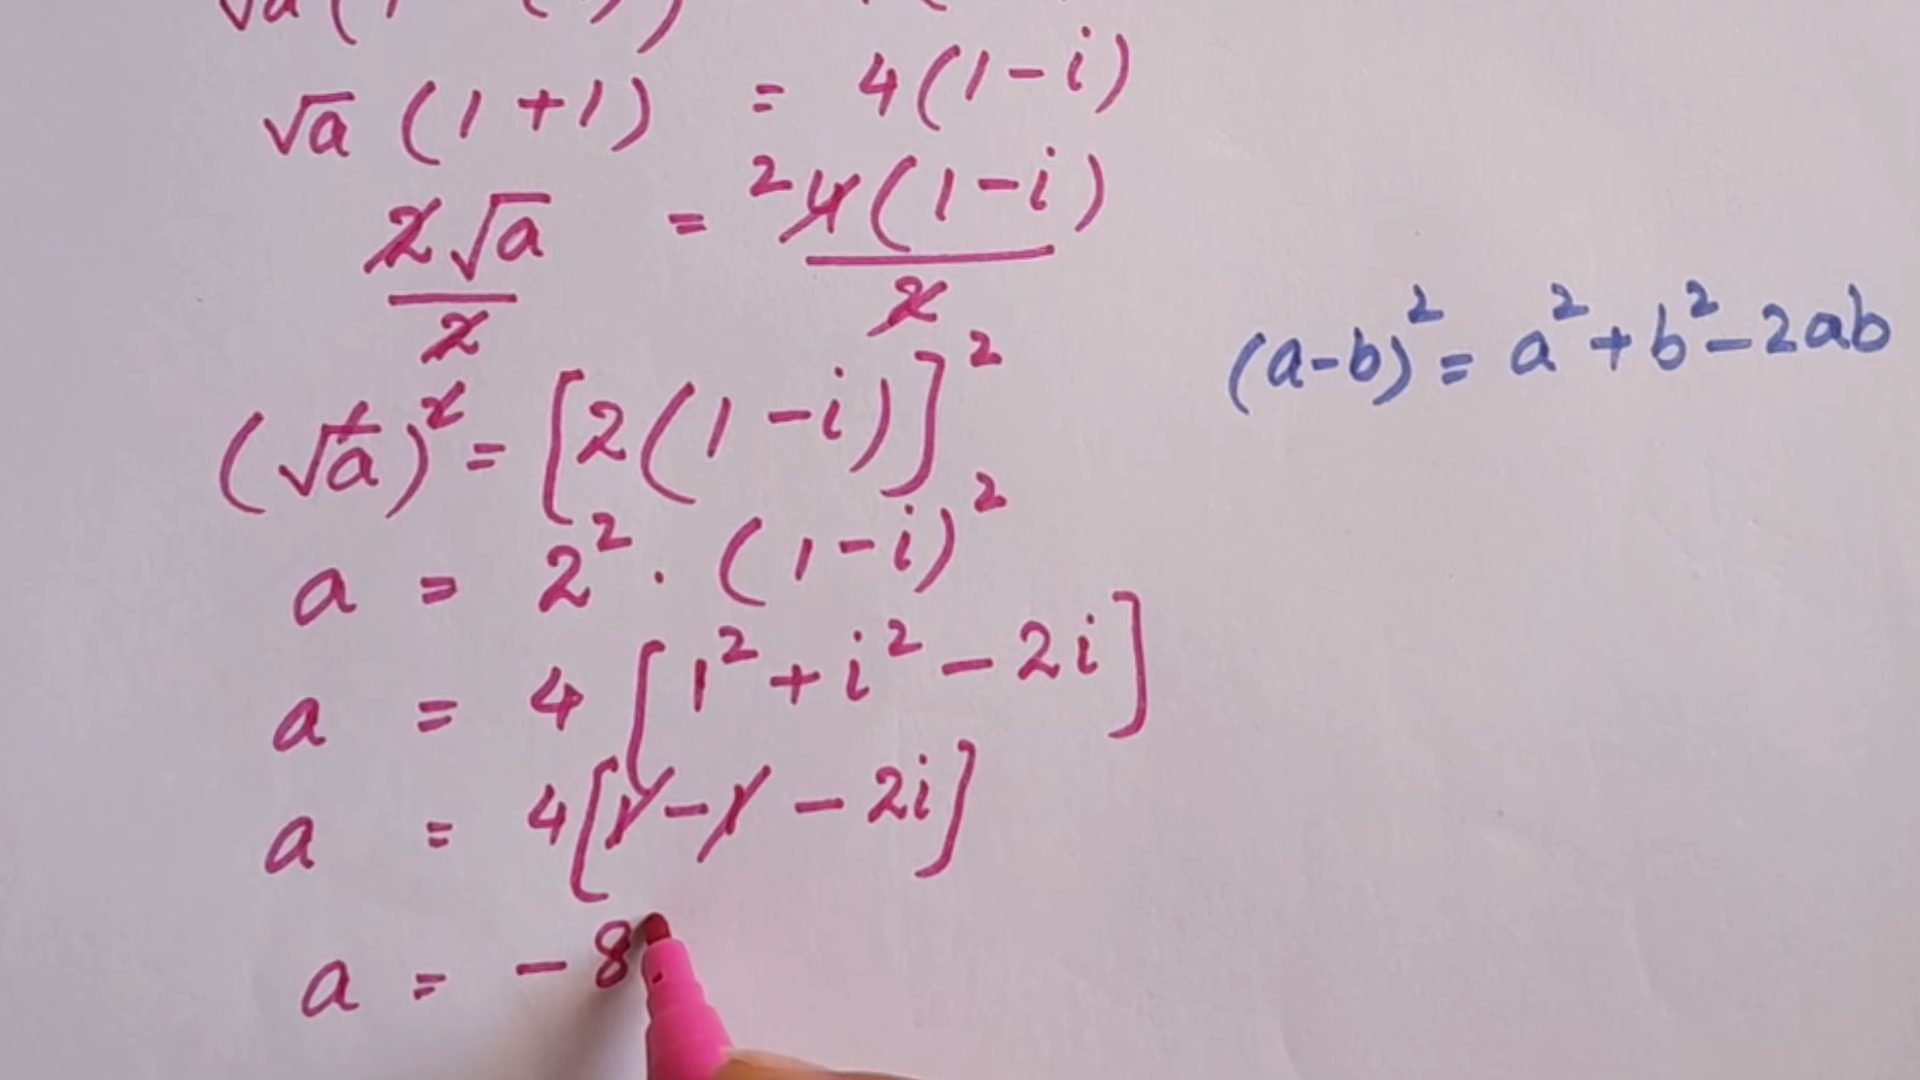 √a (1 + 1) = 4(1 - i)
2√a / 2 = 2 4(1 - i) / 2
(√a)² = [2(1 - i)]²
(a-b)² = a² + b² - 2ab
a = 2² . (1 - i)²
a = 4 [1² + i² - 2i]
a = 4[1 - 1 - 2i]
a = - 8